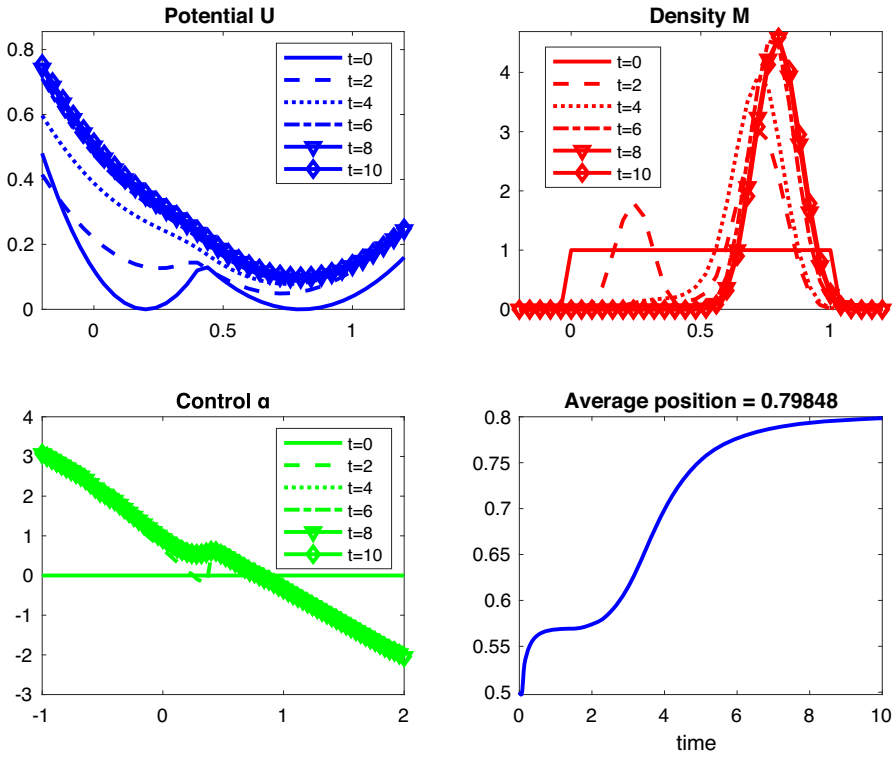 Potential U
0.8
0.6
0.4
0.2
0
0 0.5 1
t=0
t=2
t=4
t=6
t=8
t=10
Density M
4
3
2
1
0
0 0.5 1
t=0
t=2
t=4
t=6
t=8
t=10
Control α
4
3
2
1
0
-1
-2
-3
-1 0 1 2
t=0
t=2
t=4
t=6
t=8
t=10
Average position = 0.79848
0.8
0.75
0.7
0.65
0.6
0.55
0.5
0 2 4 6 8 10
time